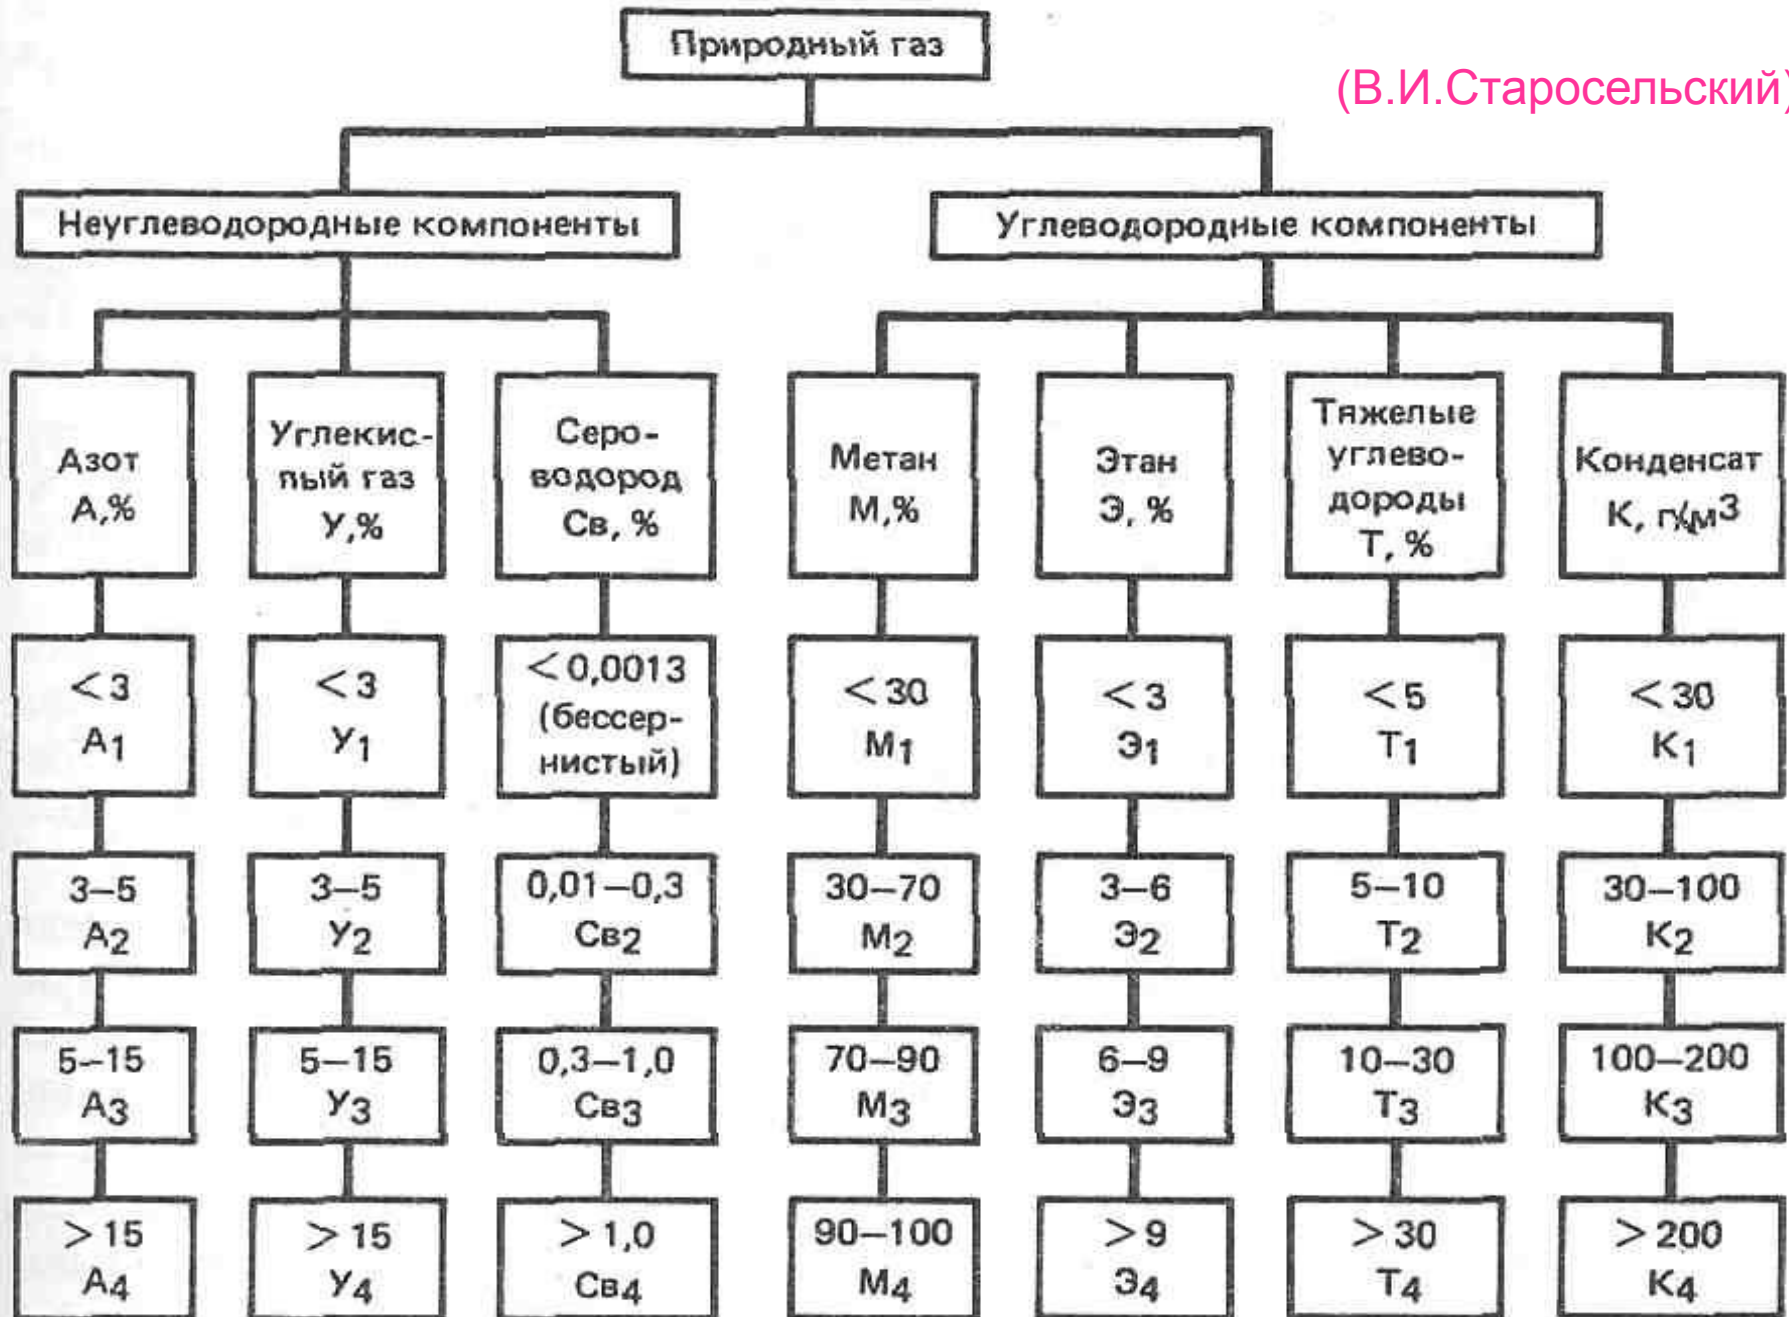 Природный газ
(В.И.Старосельский)
Неуглеводородные компоненты
Углеводородные компоненты
Азот
А,%
Углекис-
лый газ
У,%
Серо-
водород
Св, %
Метан
М,%
Этан
Э, %
Тяжелые
углево-
дороды
Т, %
Конденсат
К, г/м³
<3
А1
<3
У1
<0,0013
(бессер-
нистый)
<30
М1
<3
Э1
<5
Т1
<30
К1
3–5
А2
3–5
У2
0,01–0,3
Св2
30–70
М2
3–6
Э2
5–10
Т2
30–100
К2
5–15
А3
5–15
У3
0,3–1,0
Св3
70–90
М3
6–9
Э3
10–30
Т3
100–200
К3
>15
А4
>15
У4
>1,0
Св4
90–100
М4
>9
Э4
>30
Т4
>200
К4